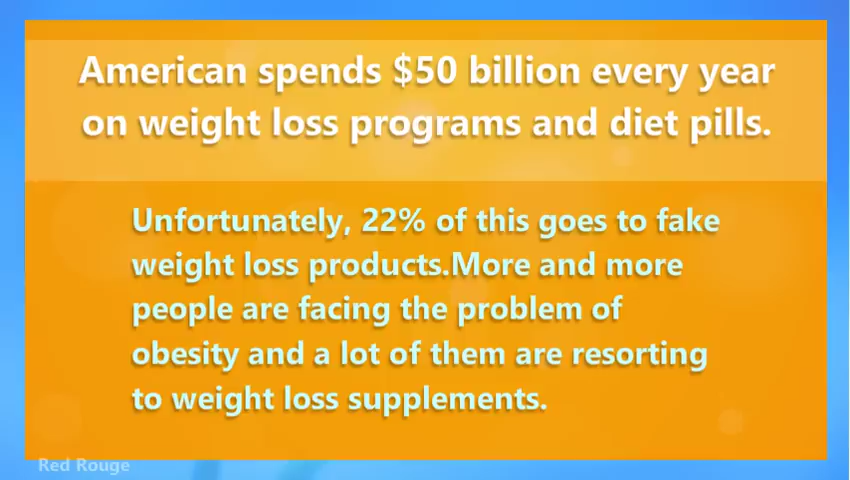 American spends $50 billion every year
on weight loss programs and diet pills.
Unfortunately, 22% of this goes to fake
weight loss products.More and more
people are facing the problem of
obesity and a lot of them are resorting
to weight loss supplements.
Red Rouge